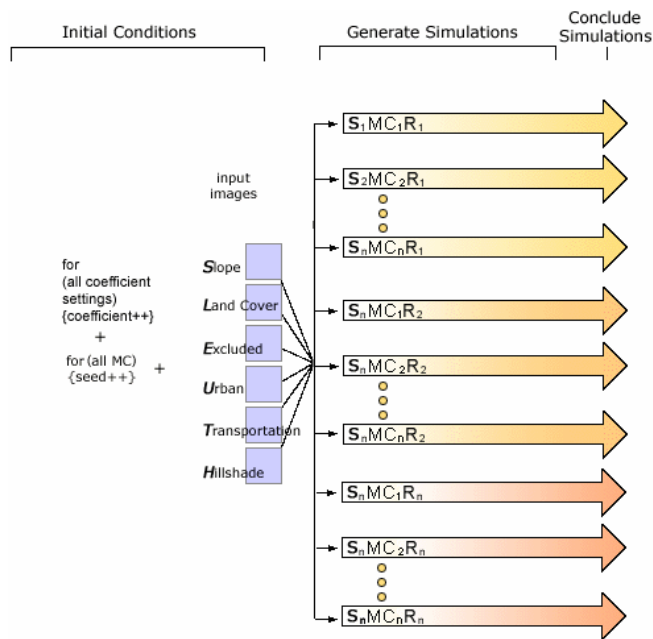 Initial Conditions
Generate Simulations
Conclude
Simulations
input
images
for
(all coefficient
settings)
{coefficient++}
+
for (all MC)
{seed++}
+
Slope
Land Cover
Excluded
Urban
Transportation
Hillshade
S₁MC₁R₁
S₂MC₂R₁
SₙMCₙR₁
SₙMC₁R₂
SₙMC₂R₂
SₙMCₙR₂
SₙMC₁Rₙ
SₙMC₂Rₙ
SₙMCₙRₙ